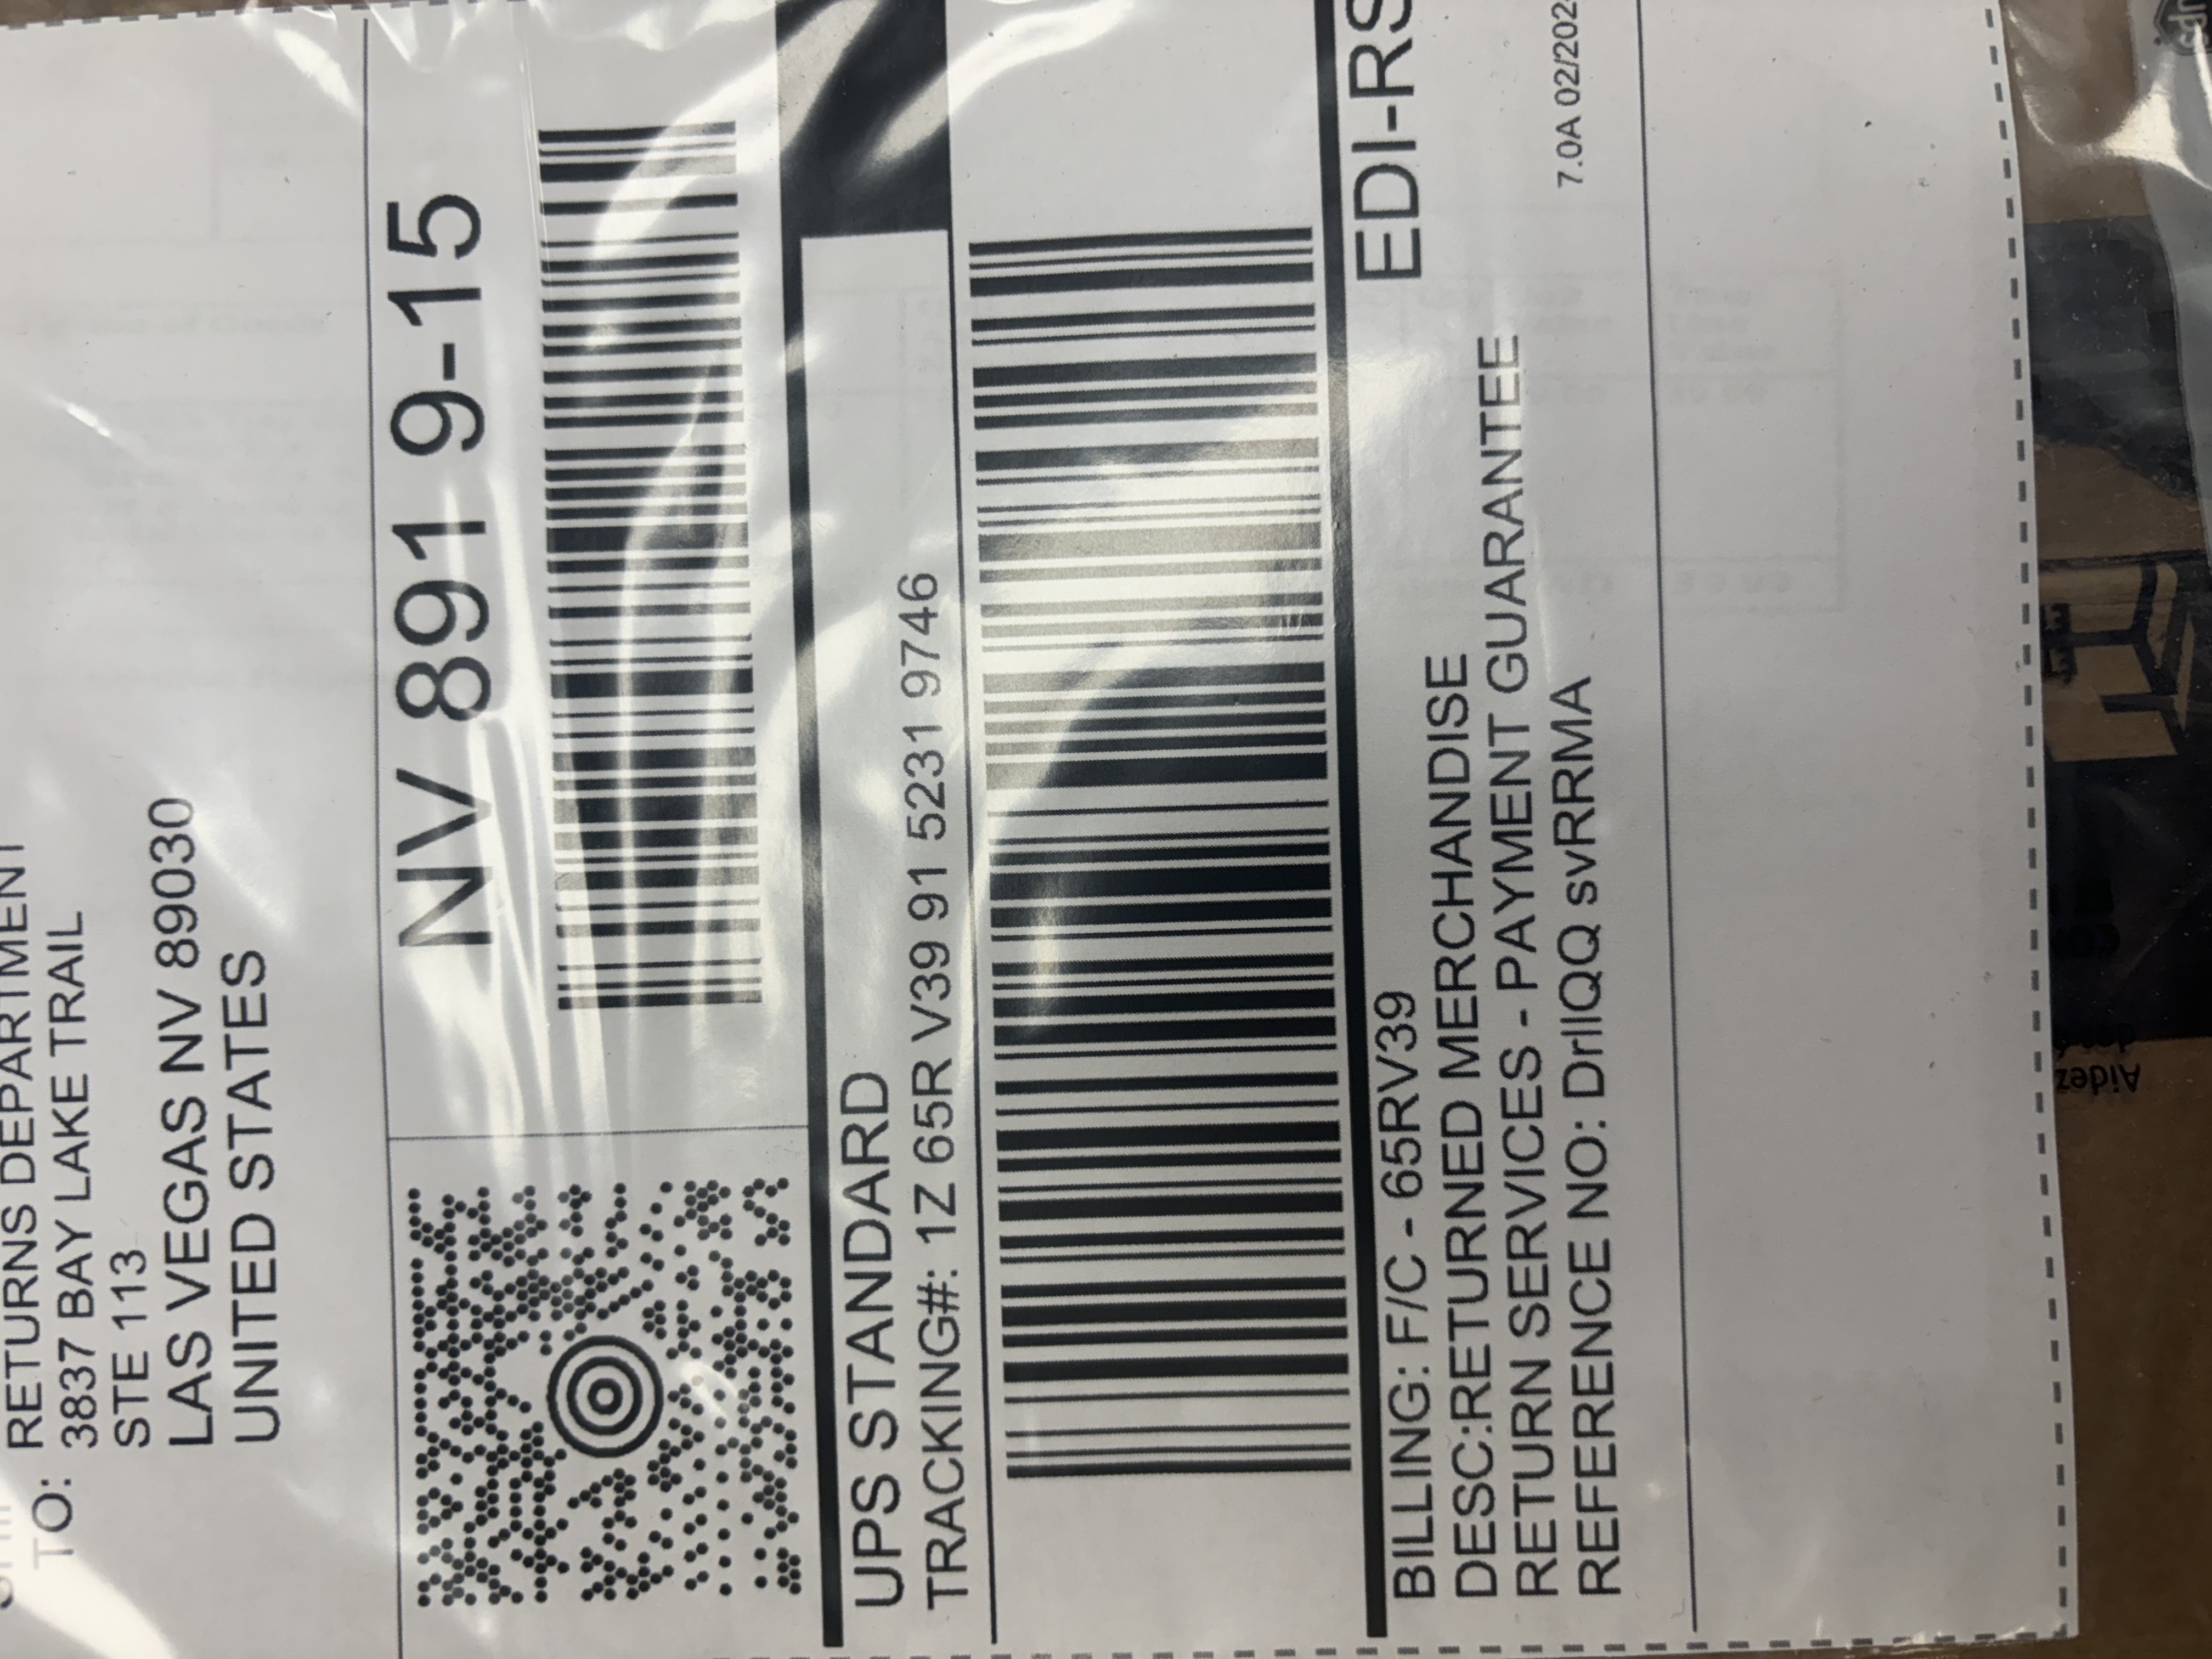 TO:
RETURNS DEPARTMENT
3837 BAY LAKE TRAIL
STE 113
LAS VEGAS NV 89030
UNITED STATES
NV 891 9-15
UPS STANDARD
TRACKING#: 1Z 65R V39 91 5231 9746
BILLING: F/C - 65RV39
EDI-RS
DESC:RETURNED MERCHANDISE
RETURN SERVICES - PAYMENT GUARANTEE
REFERENCE NO: DrllQQ svRRMA
7.0A 02/202
Aidez